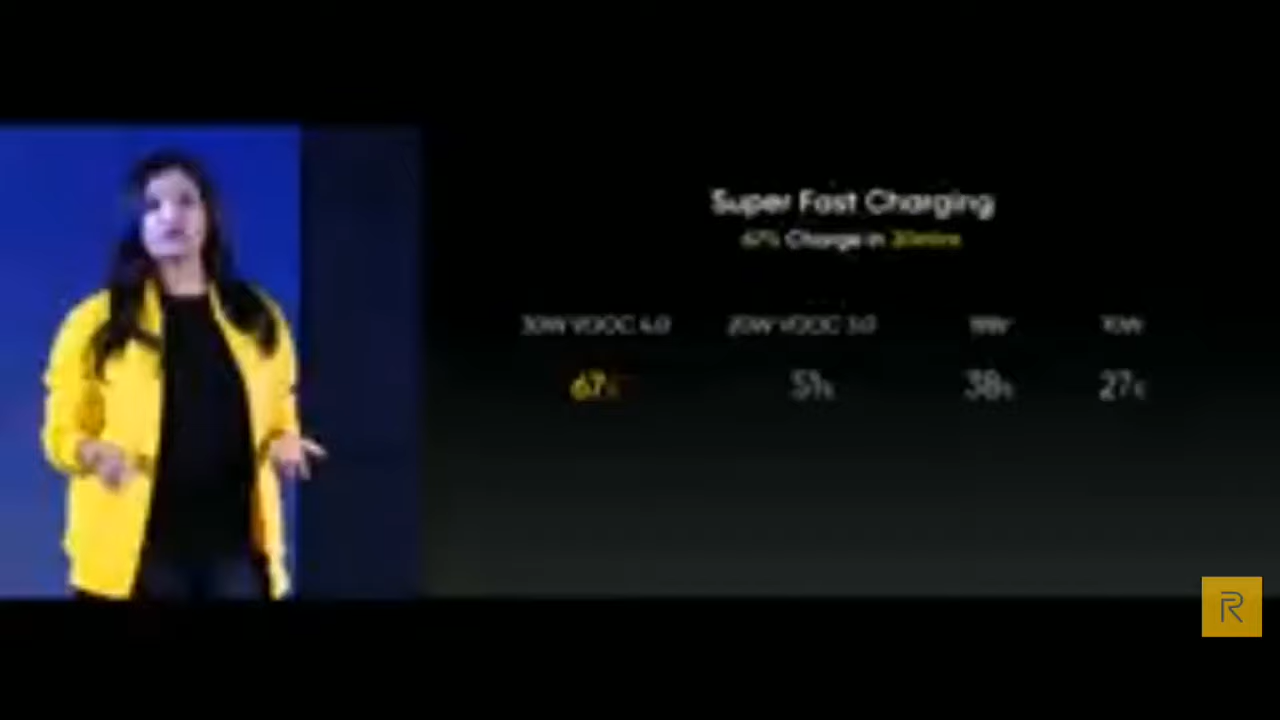 Super Fast Charging
67% Charge in 30mins
30W VOOC 4.0 20W VOOC 3.0 18W 10W
67% 51% 38% 27%
R